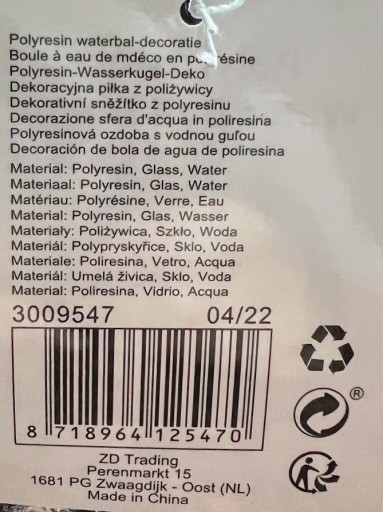 Polyresin waterbal-decoratie
Boule à eau de mdéco en résine
Polyresin-Wasserkugel-Deko
Dekoracyjna piłka z poliżywicy
Dekorativní sněžítko z polyresinu
Decorazione sfera d'acqua in poliresina
Polyresinová ozdoba s vodnou guľou
Decoración de bola de agua de poliresina
Material: Polyresin, Glass, Water
Materiaal: Polyresin, Glas, Water
Matériau: Polyrésine, Verre, Eau
Material: Polyresin, Glas, Wasser
Materiały: Poliżywica, Szkło, Woda
Materiál: Polypryskyřice, Sklo, Voda
Materiale: Poliresina, Vetro, Acqua
Materiál: Umelá živica, Sklo, Voda
Material: Poliresina, Vidrio, Acqua
3009547 04/22
8 718964 125470
®
ZD Trading
Perenmarkt 15
1681 PG Zwaagdijk - Oost (NL)
Made in China